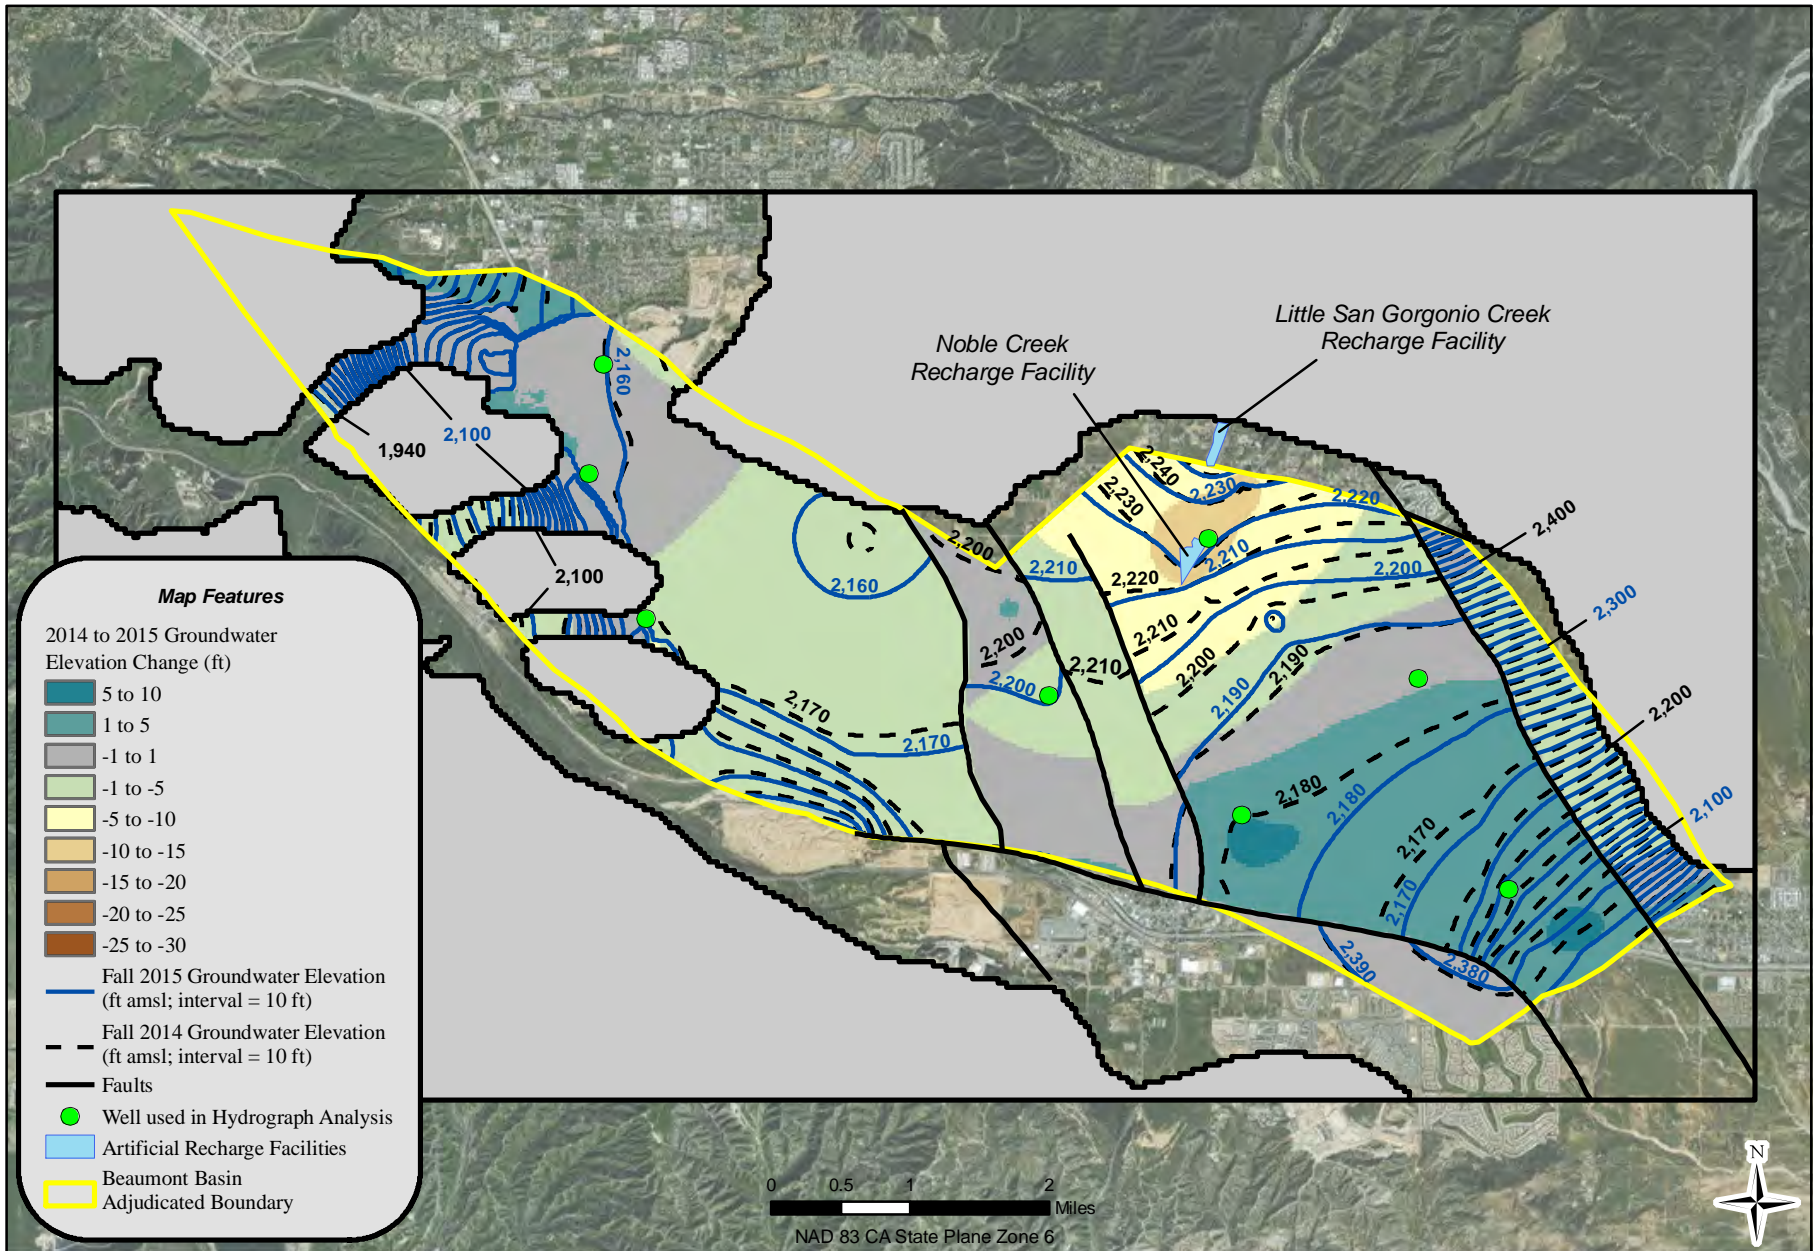 Little San Gorgonio Creek
Recharge Facility
Noble Creek
Recharge Facility
2,160
2,100
1,940
2,240
2,230
2,230
2,220
2,400
2,200
2,210
2,210
2,220
2,200
2,160
2,100
2,300
2,210
2,200
2,200
2,210
2,190
2,200
2,190
2,170
2,170
2,200
2,180
2,180
2,170
2,100
2,170
2,390
2,380
Map Features
2014 to 2015 Groundwater
Elevation Change (ft)
5 to 10
1 to 5
-1 to 1
-1 to -5
-5 to -10
-10 to -15
-15 to -20
-20 to -25
-25 to -30
Fall 2015 Groundwater Elevation
(ft amsl; interval = 10 ft)
Fall 2014 Groundwater Elevation
(ft amsl; interval = 10 ft)
Faults
Well used in Hydrograph Analysis
Artificial Recharge Facilities
Beaumont Basin
Adjudicated Boundary
0 0.5 1 2
Miles
NAD 83 CA State Plane Zone 6
N